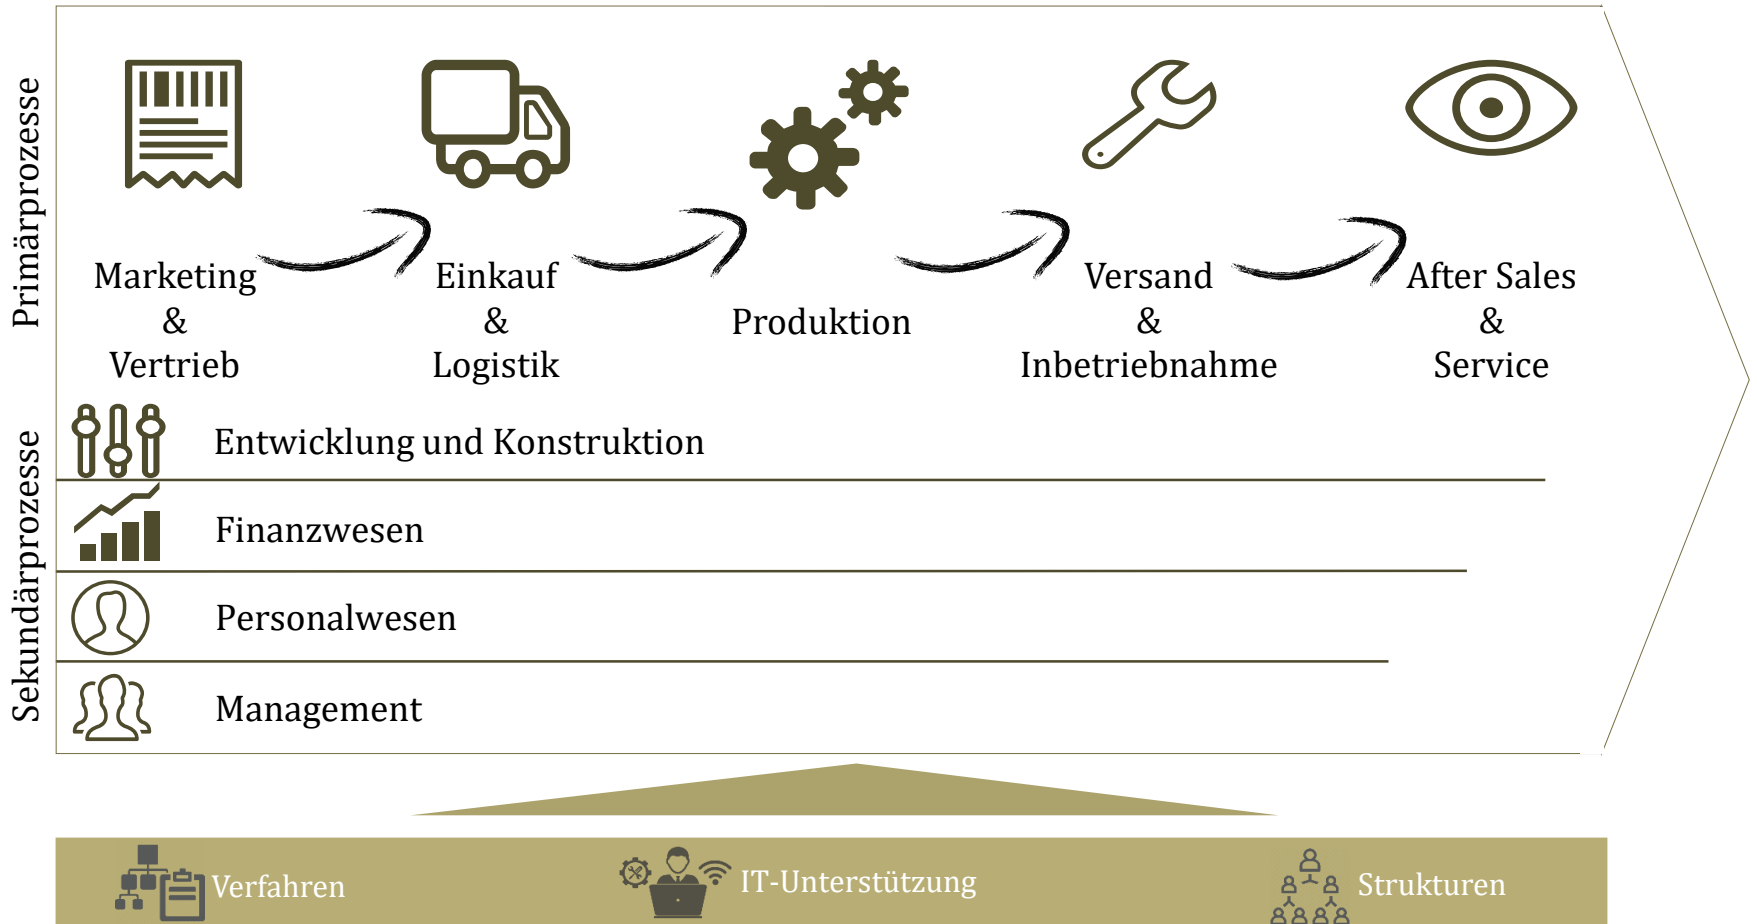 Primärprozesse
Marketing
&
Vertrieb
Einkauf
&
Logistik
Produktion
Versand
&
Inbetriebnahme
After Sales
&
Service
Sekundärprozesse
Entwicklung und Konstruktion
Finanzwesen
Personalwesen
Management
Verfahren
IT-Unterstützung
Strukturen